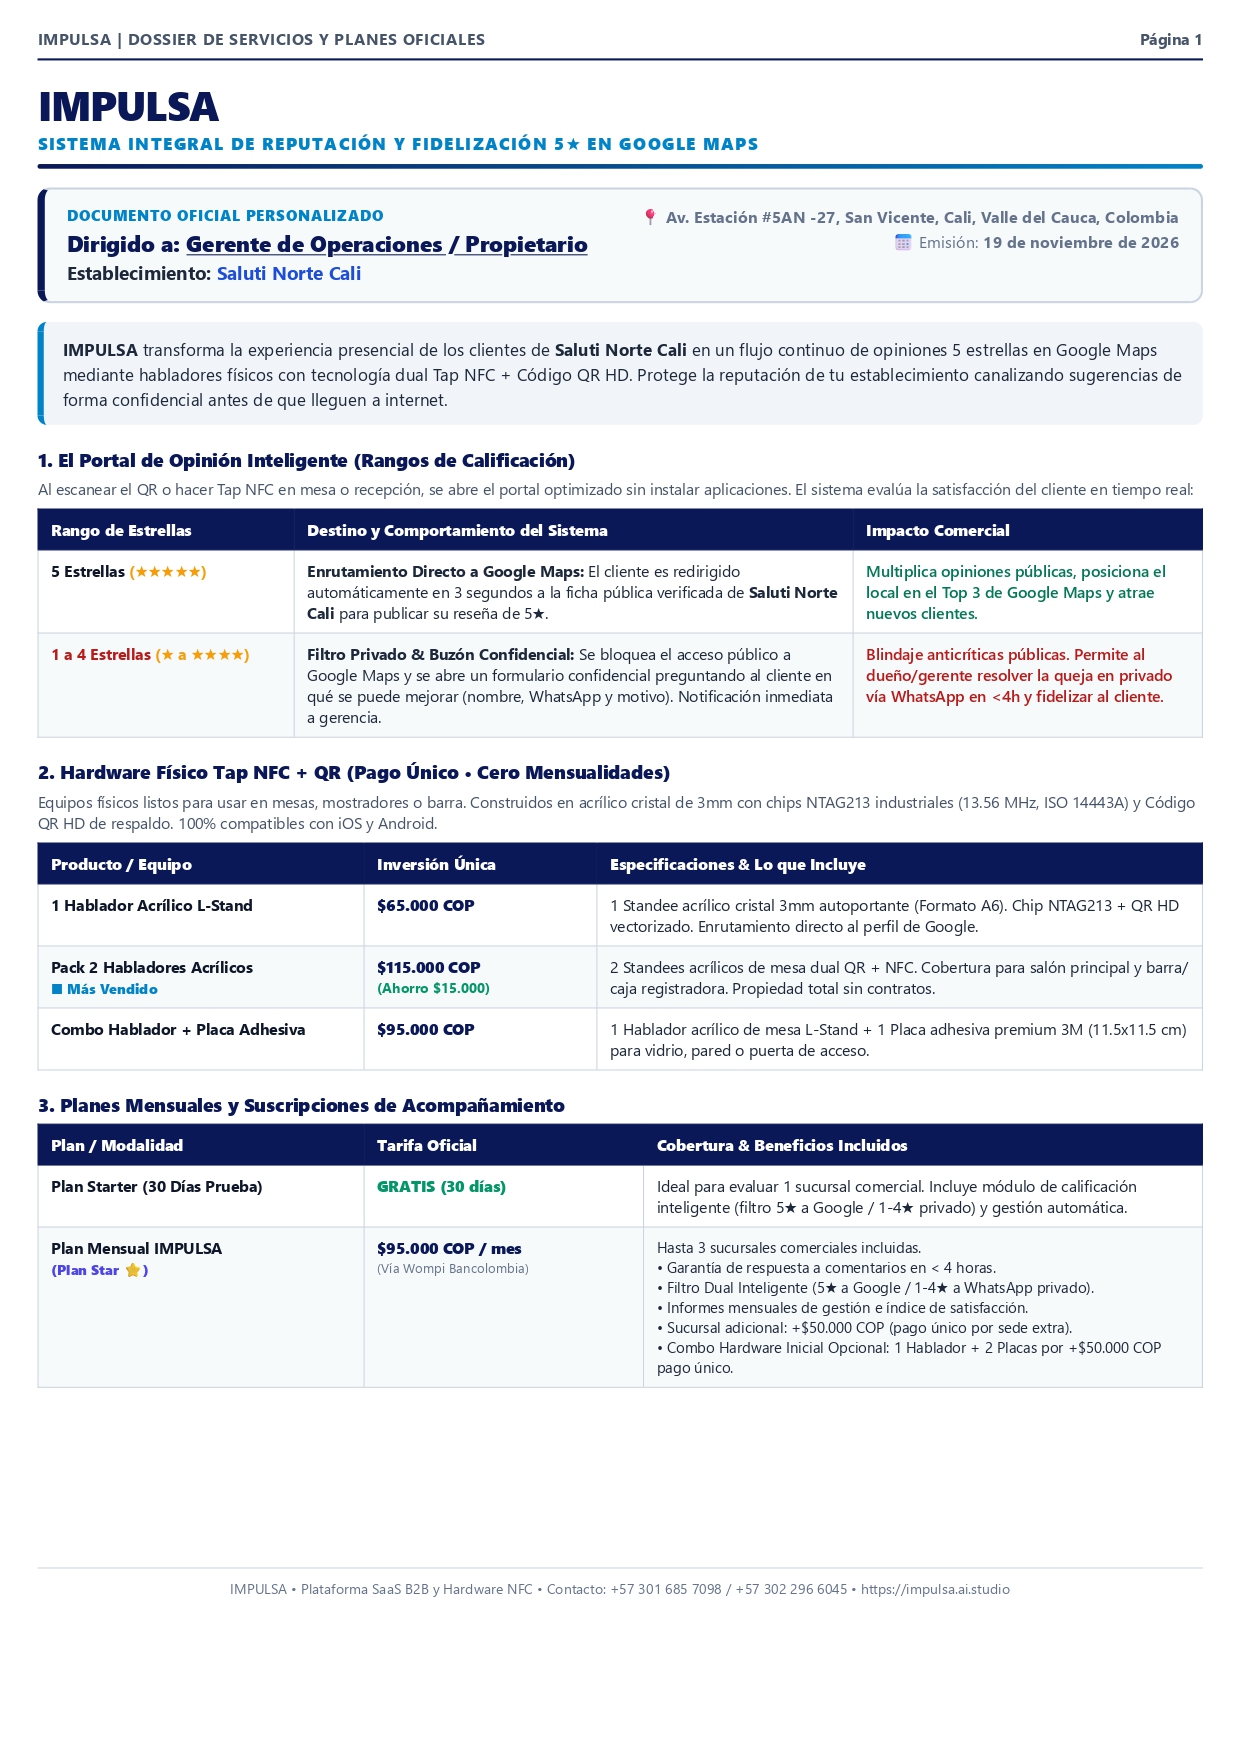 IMPULSA | DOSSIER DE SERVICIOS Y PLANES OFICIALES
Página 1
IMPULSA
SISTEMA INTEGRAL DE REPUTACIÓN Y FIDELIZACIÓN 5★ EN GOOGLE MAPS
DOCUMENTO OFICIAL PERSONALIZADO
Dirigido a: Gerente de Operaciones / Propietario
Establecimiento: Saluti Norte Cali
📍 Av. Estación #5AN -27, San Vicente, Cali, Valle del Cauca, Colombia
🗓️ Emisión: 19 de noviembre de 2026
IMPULSA transforma la experiencia presencial de los clientes de Saluti Norte Cali en un flujo continuo de opiniones 5 estrellas en Google Maps
mediante habladores físicos con tecnología dual Tap NFC + Código QR HD. Protege la reputación de tu establecimiento canalizando sugerencias de
forma confidencial antes de que lleguen a internet.
1. El Portal de Opinión Inteligente (Rangos de Calificación)
Al escanear el QR o hacer Tap NFC en mesa o recepción, se abre el portal optimizado sin instalar aplicaciones. El sistema evalúa la satisfacción del cliente en tiempo real:
Rango de Estrellas
Destino y Comportamiento del Sistema
Impacto Comercial
5 Estrellas (★★★★★)
Enrutamiento Directo a Google Maps: El cliente es redirigido
automáticamente en 3 segundos a la ficha pública verificada de Saluti Norte
Cali para publicar su reseña de 5★.
Multiplica opiniones públicas, posiciona el
local en el Top 3 de Google Maps y atrae
nuevos clientes.
1 a 4 Estrellas (★ a ★★★★)
Filtro Privado & Buzón Confidencial: Se bloquea el acceso público a
Google Maps y se abre un formulario confidencial preguntando al cliente en
qué se puede mejorar (nombre, WhatsApp y motivo). Notificación inmediata
a gerencia.
Blindaje anticríticas públicas. Permite al
dueño/gerente resolver la queja en privado
vía WhatsApp en <4h y fidelizar al cliente.
2. Hardware Físico Tap NFC + QR (Pago Único • Cero Mensualidades)
Equipos físicos listos para usar en mesas, mostradores o barra. Construidos en acrílico cristal de 3mm con chips NTAG213 industriales (13.56 MHz, ISO 14443A) y Código
QR HD de respaldo. 100% compatibles con iOS y Android.
Producto / Equipo
Inversión Única
Especificaciones & Lo que Incluye
1 Hablador Acrílico L-Stand
$65.000 COP
1 Standee acrílico cristal 3mm autoportante (Formato A6). Chip NTAG213 + QR HD
vectorizado. Enrutamiento directo al perfil de Google.
Pack 2 Habladores Acrílicos
■ Más Vendido
$115.000 COP
(Ahorro $15.000)
2 Standees acrílicos de mesa dual QR + NFC. Cobertura para salón principal y barra/
caja registradora. Propiedad total sin contratos.
Combo Hablador + Placa Adhesiva
$95.000 COP
1 Hablador acrílico de mesa L-Stand + 1 Placa adhesiva premium 3M (11.5x11.5 cm)
para vidrio, pared o puerta de acceso.
3. Planes Mensuales y Suscripciones de Acompañamiento
Plan / Modalidad
Tarifa Oficial
Cobertura & Beneficios Incluidos
Plan Starter (30 Días Prueba)
GRATIS (30 días)
Ideal para evaluar 1 sucursal comercial. Incluye módulo de calificación
inteligente (filtro 5★ a Google / 1-4★ privado) y gestión automática.
Plan Mensual IMPULSA
(Plan Star ⭐)
$95.000 COP / mes
(Vía Wompi Bancolombia)
Hasta 3 sucursales comerciales incluidas.
• Garantía de respuesta a comentarios en < 4 horas.
• Filtro Dual Inteligente (5★ a Google / 1-4★ a WhatsApp privado).
• Informes mensuales de gestión e índice de satisfacción.
• Sucursal adicional: +$50.000 COP (pago único por sede extra).
• Combo Hardware Inicial Opcional: 1 Hablador + 2 Placas por +$50.000 COP
pago único.
IMPULSA • Plataforma SaaS B2B y Hardware NFC • Contacto: +57 301 685 7098 / +57 302 296 6045 • https://impulsa.ai.studio